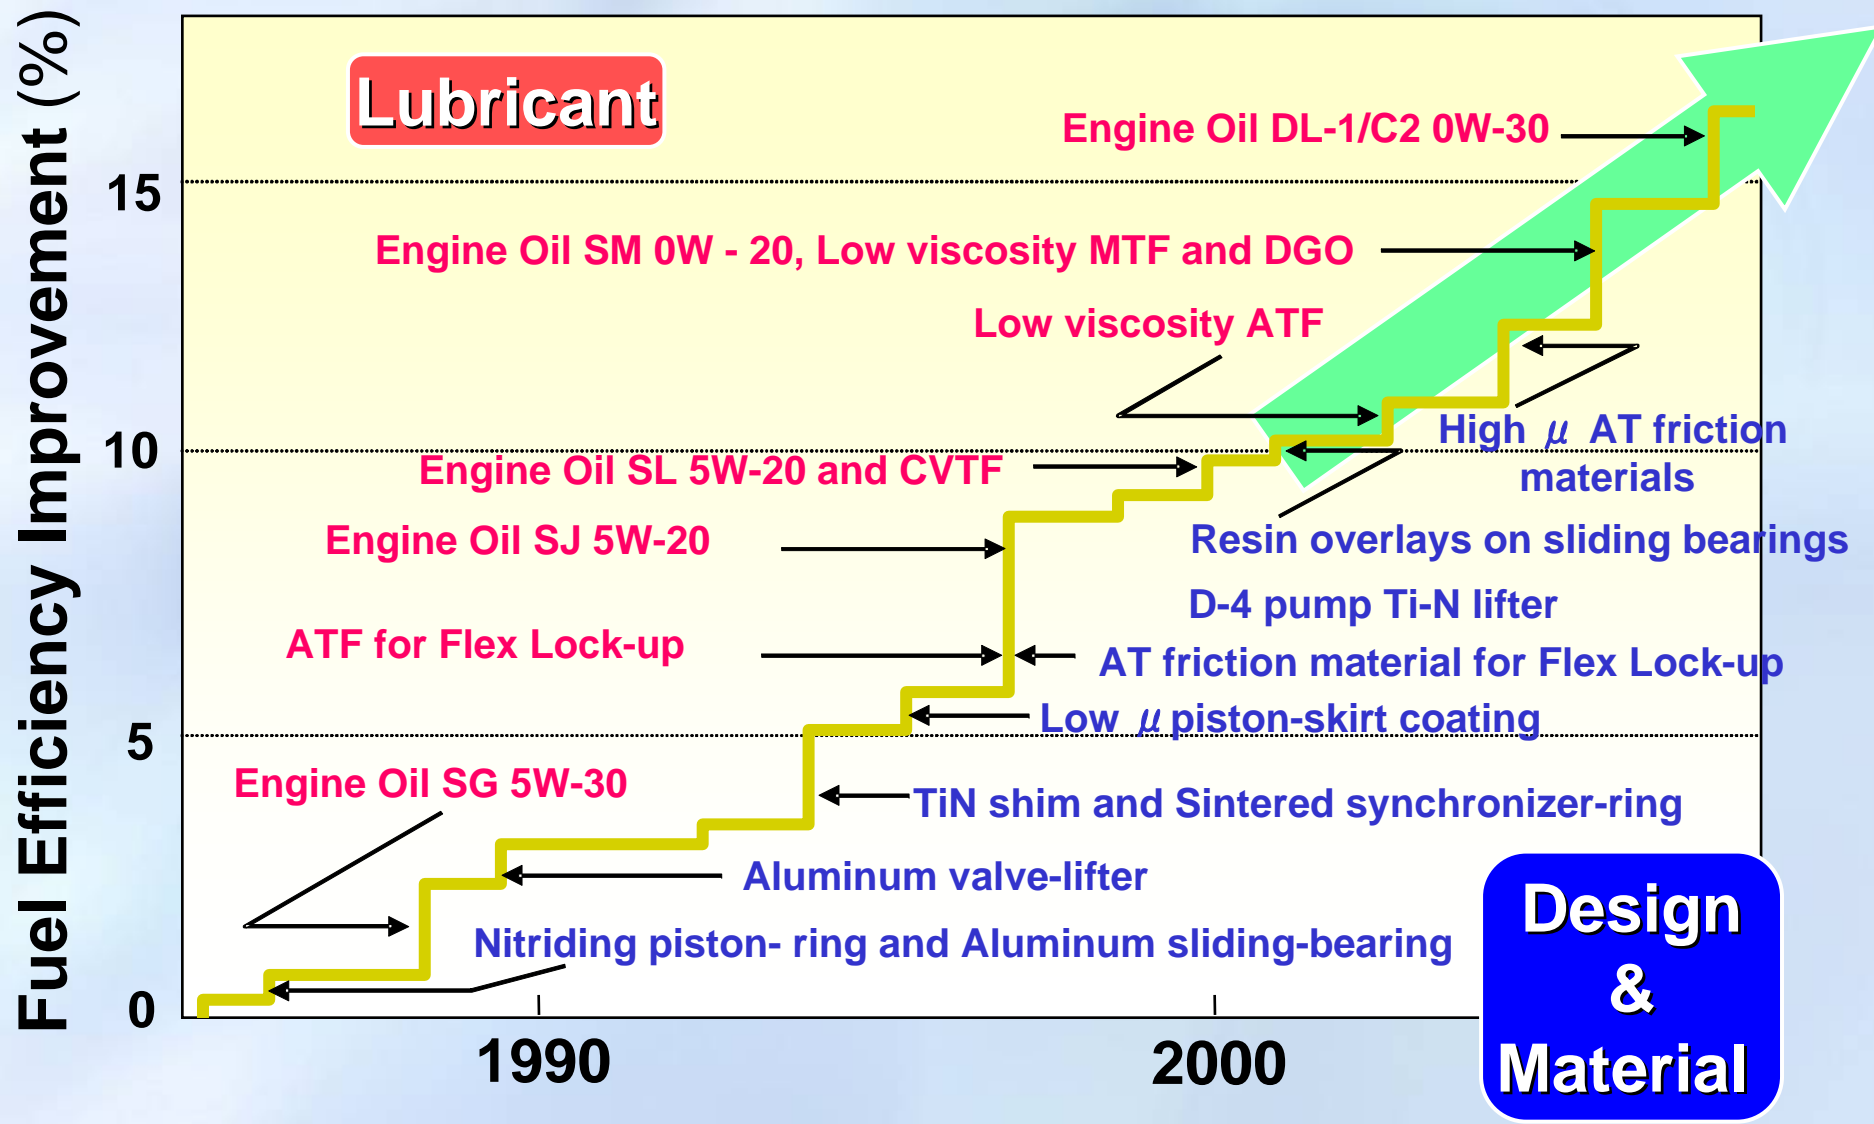 Fuel Efficiency Improvement (%)
Lubricant
Engine Oil DL-1/C2 0W-30
15
Engine Oil SM 0W - 20, Low viscosity MTF and DGO
Low viscosity ATF
High μ AT friction
materials
10
Engine Oil SL 5W-20 and CVTF
Engine Oil SJ 5W-20
Resin overlays on sliding bearings
D-4 pump Ti-N lifter
ATF for Flex Lock-up
AT friction material for Flex Lock-up
Low μ piston-skirt coating
5
Engine Oil SG 5W-30
TiN shim and Sintered synchronizer-ring
Aluminum valve-lifter
Nitriding piston- ring and Aluminum sliding-bearing
0
1990
2000
Design
&
Material